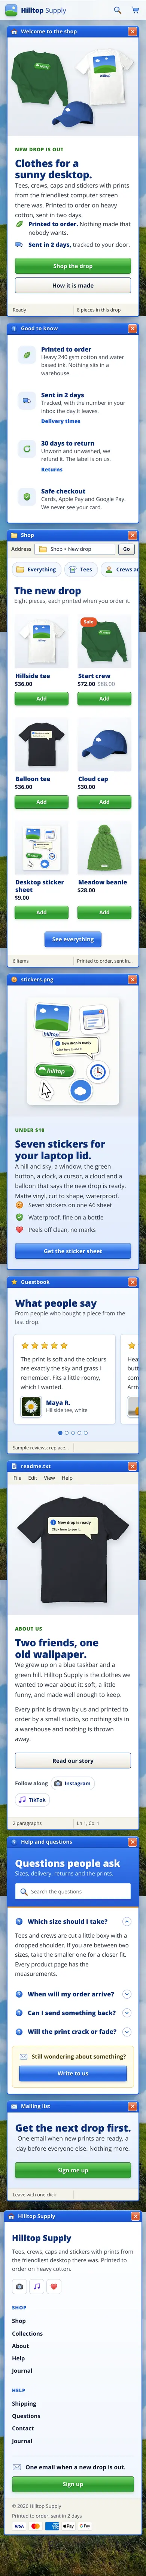 Hilltop Supply
Welcome to the shop
NEW DROP IS OUT
Clothes for a
sunny desktop.
Tees, crews, caps and stickers with prints
from the friendliest computer screen
there was. Printed to order on heavy
cotton, sent in two days.
Printed to order. Nothing made that
nobody wants.
Sent in 2 days, tracked to your door.
Shop the drop
How it is made
Ready
8 pieces in this drop
Good to know
Printed to order
Heavy 240 gsm cotton and water
based ink. Nothing sits in a
warehouse.
Sent in 2 days
Tracked, with the number in your
inbox the day it leaves.
Delivery times
30 days to return
Unworn and unwashed, we
refund it. The label is on us.
Returns
Safe checkout
Cards, Apple Pay and Google Pay.
We never see your card.
Shop
Address
Shop > New drop
Go
Everything
Tees
Crews an
The new drop
Eight pieces, each printed when you order it.
Sale
Hillside tee
$36.00
Add
Start crew
$72.00 $88.00
Add
Balloon tee
$36.00
Add
Cloud cap
$30.00
Add
Desktop sticker
sheet
$9.00
Add
Meadow beanie
$28.00
Add
See everything
6 items
Printed to order, sent in...
stickers.png
New drop is ready
hilltop
UNDER $10
Seven stickers for
your laptop lid.
A hill and sky, a window, the green
button, a clock, a cursor, a cloud and a
balloon that says the new drop is ready.
Matte vinyl, cut to shape, waterproof.
Seven stickers on one A6 sheet
Waterproof, fine on a bottle
Peels off clean, no marks
Get the sticker sheet
Guestbook
What people say
From people who bought a piece from the
last drop.
The print is soft and the colours
are exactly the sky and grass I
remember. Fits a little roomy,
which I wanted.
Maya R.
Hillside tee, white
Sample reviews: replace...
readme.txt
File
Edit
View
Help
New drop is ready
Click here to see it.
ABOUT US
Two friends, one
old wallpaper.
We grew up on a taskbar and a
green hill. Hilltop Supply is the clothes we
wanted to wear about it: soft, a little
funny, and made well enough to keep.
Every print is drawn by us and printed to
order by a small studio, so nothing sits in
a warehouse and nothing is thrown
away.
Read our story
Follow along
Instagram
TikTok
2 paragraphs
Ln 1, Col 1
Help and questions
Questions people ask
Sizes, delivery, returns and the prints.
Search the questions
Which size should I take?
Tees and crews are cut a little boxy with a
dropped shoulder. If you are between two
sizes, take the smaller one for a closer fit.
Every product page has the
measurements.
When will my order arrive?
Can I send something back?
Will the print crack or fade?
Still wondering about something?
Write to us
Mailing list
Get the next drop first.
One email when new prints are ready, a
day before everyone else. Nothing more.
Sign me up
Leave with one click
Hilltop Supply
Hilltop Supply
Tees, crews, caps and stickers with prints from
the friendliest desktop there was. Printed to
order on heavy cotton.
SHOP
Shop
Collections
About
Help
Journal
HELP
Shipping
Questions
Contact
Journal
One email when a new drop is out.
Sign up
© 2026 Hilltop Supply
Printed to order, sent in 2 days
VISA
Pay
G Pay